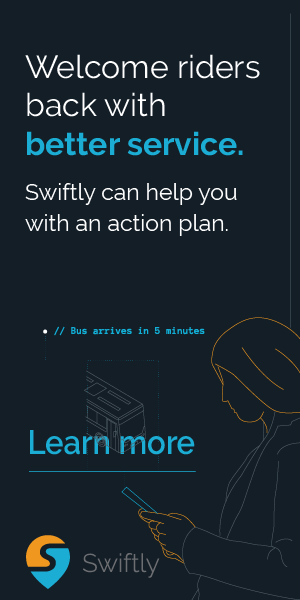 Welcome riders
back with
better service.
Swiftly can help you
with an action plan.
// Bus arrives in 5 minutes
Learn more
Swiftly